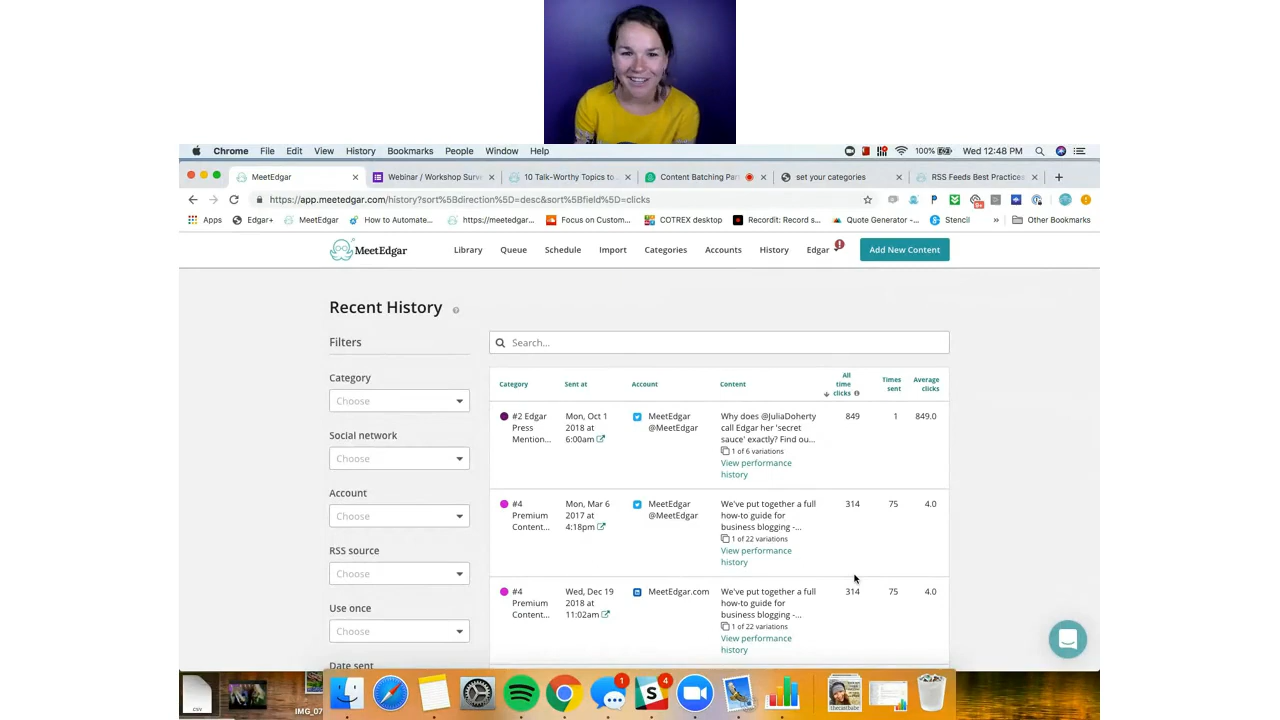 Chrome File Edit View History Bookmarks People Window Help 100% Wed 12:48 PM
MeetEdgar Webinar / Workshop Surv 10 Talk-Worthy Topics to Content Batching Par set your categories RSS Feeds Best Practices
https://app.meetedgar.com/history?sort%5Bdirection%5D=desc&sort%5Bfield%5D=clicks
Apps Edgar+ MeetEdgar How to Automate... https://meetedgar... Focus on Custom... COTREX desktop Recordit: Record s... Quote Generator -... Stencil » Other Bookmarks
MeetEdgar Library Queue Schedule Import Categories Accounts History Edgar Add New Content
Recent History
Filters
Search...
Category
Choose
Social network
Choose
Account
Choose
RSS source
Choose
Use once
Choose
Date sent
Category Sent at Account Content All time clicks Times sent Average clicks
#2 Edgar Mon, Oct 1 MeetEdgar Why does @JuliaDoherty 849 1 849.0
Press 2018 at @MeetEdgar call Edgar her 'secret
Mention... 6:00am sauce' exactly? Find ou...
1 of 6 variations
View performance
history
#4 Mon, Mar 6 MeetEdgar We've put together a full 314 75 4.0
Premium 2017 at @MeetEdgar how-to guide for
Content... 4:18pm business blogging -...
1 of 22 variations
View performance
history
#4 Wed, Dec 19 MeetEdgar.com We've put together a full 314 75 4.0
Premium 2018 at how-to guide for
Content... 11:02am business blogging -...
1 of 22 variations
View performance
history
1 4
CSV IMG_07